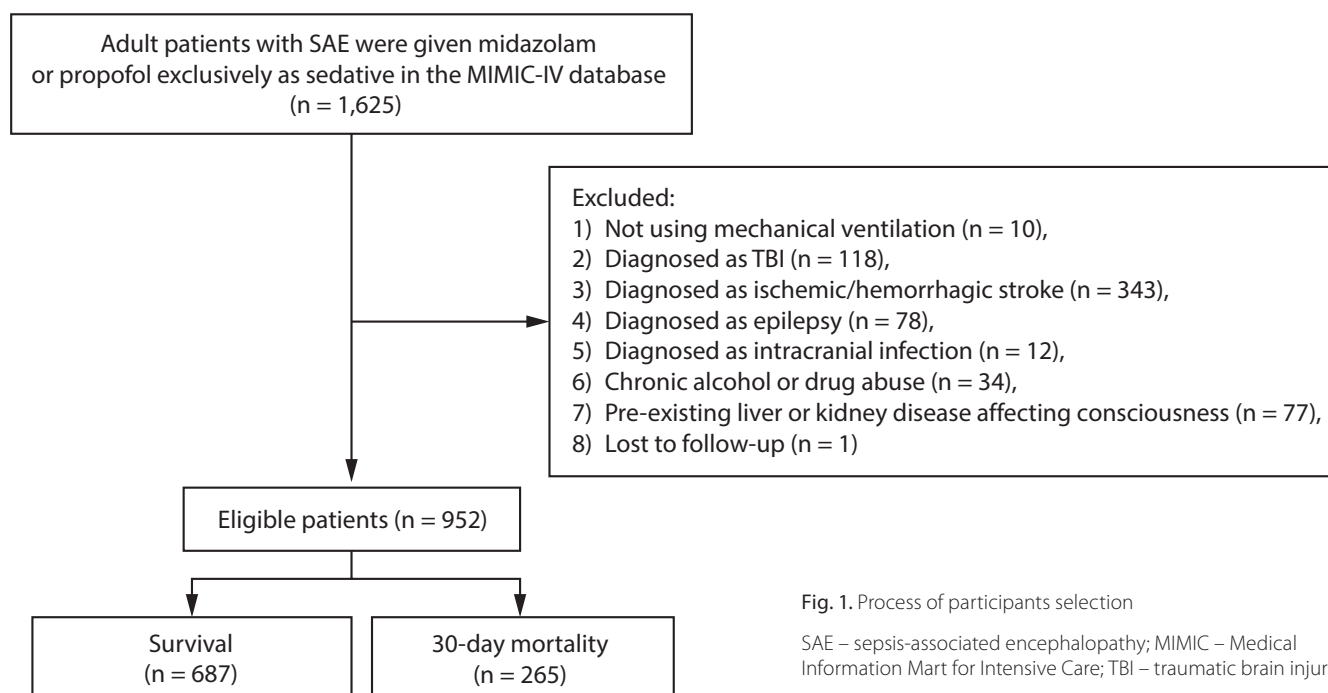 Adult patients with SAE were given midazolam
or propofol exclusively as sedative in the MIMIC-IV database
(n = 1,625)
Excluded:
1) Not using mechanical ventilation (n = 10),
2) Diagnosed as TBI (n = 118),
3) Diagnosed as ischemic/hemorrhagic stroke (n = 343),
4) Diagnosed as epilepsy (n = 78),
5) Diagnosed as intracranial infection (n = 12),
6) Chronic alcohol or drug abuse (n = 34),
7) Pre-existing liver or kidney disease affecting consciousness (n = 77),
8) Lost to follow-up (n = 1)
Eligible patients (n = 952)
Survival
(n = 687)
30-day mortality
(n = 265)
Fig. 1. Process of participants selection
SAE – sepsis-associated encephalopathy; MIMIC – Medical
Information Mart for Intensive Care; TBI – traumatic brain injur